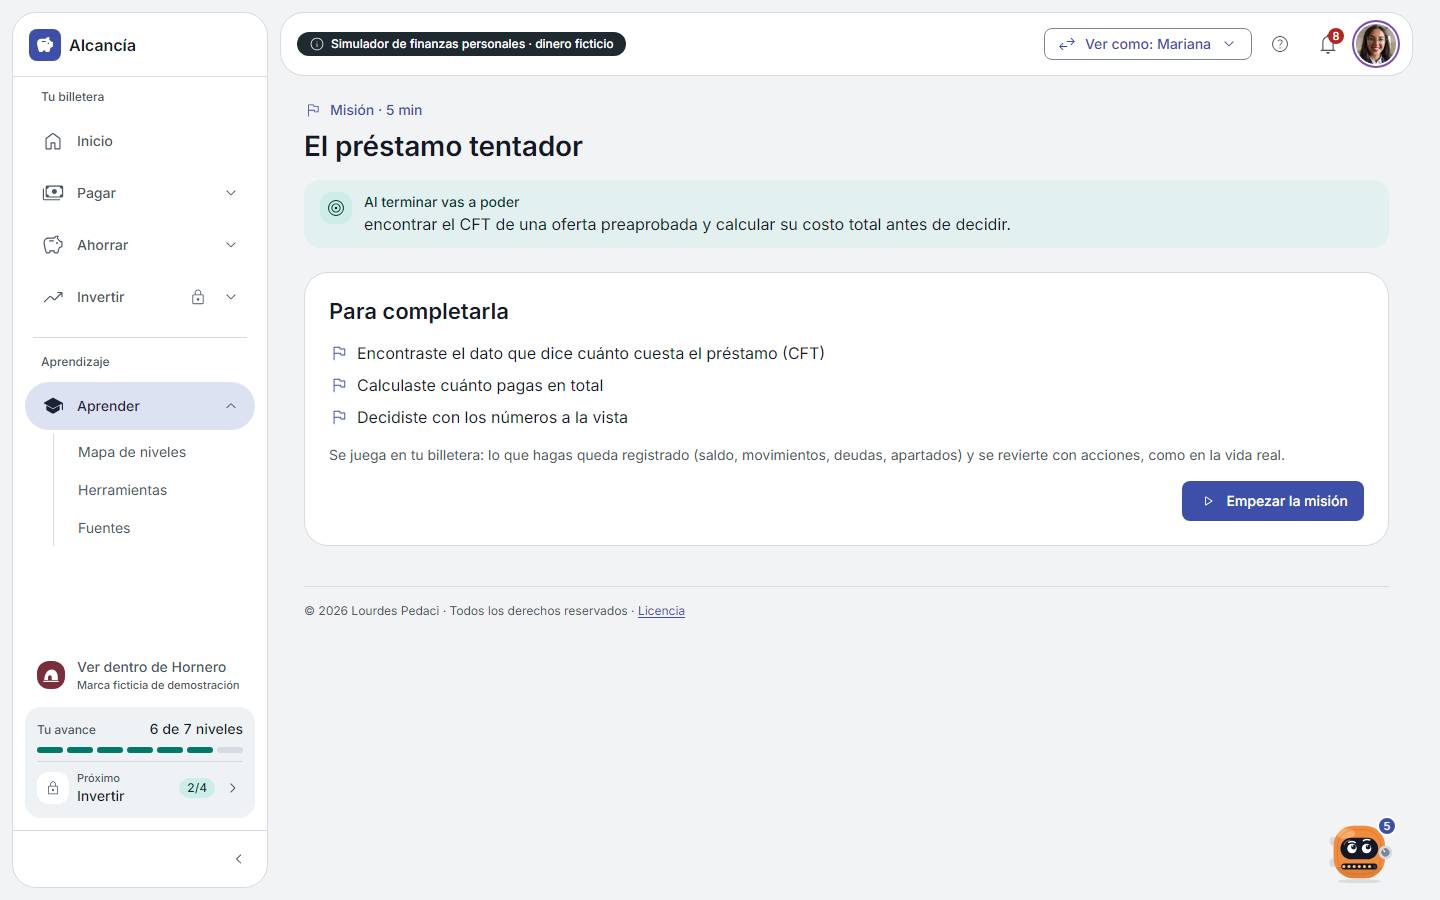 Alcancía
Tu billetera
Inicio
Pagar
Ahorrar
Invertir
Aprendizaje
Aprender
Mapa de niveles
Herramientas
Fuentes
Ver dentro de Hornero
Marca ficticia de demostración
Tu avance 6 de 7 niveles
Próximo
Invertir 2/4
Simulador de finanzas personales · dinero ficticio
Ver como: Mariana
8
Misión · 5 min
El préstamo tentador
Al terminar vas a poder
encontrar el CFT de una oferta preaprobada y calcular su costo total antes de decidir.
Para completarla
Encontraste el dato que dice cuánto cuesta el préstamo (CFT)
Calculaste cuánto pagas en total
Decidiste con los números a la vista
Se juega en tu billetera: lo que hagas queda registrado (saldo, movimientos, deudas, apartados) y se revierte con acciones, como en la vida real.
Empezar la misión
© 2026 Lourdes Pedaci · Todos los derechos reservados · Licencia
5